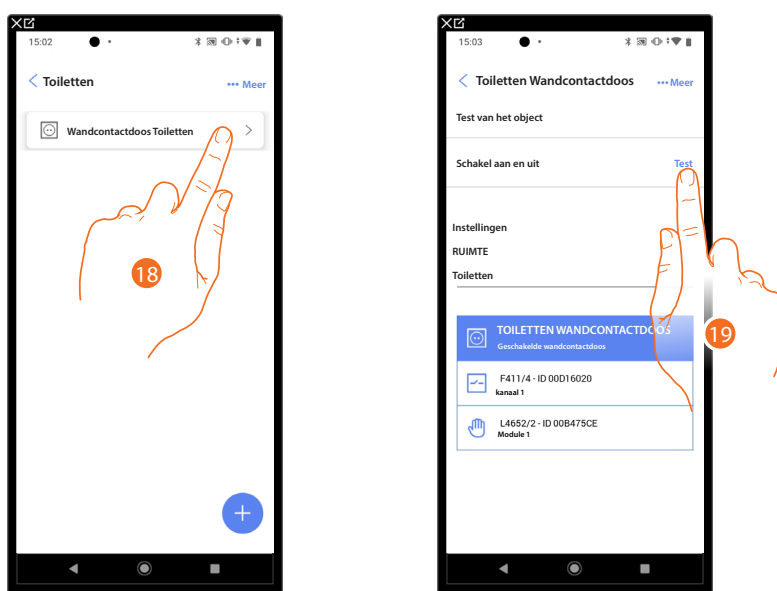 15:02
Toiletten
••• Meer
Wandcontactdoos Toiletten
18
15:03
Toiletten Wandcontactdoos
••• Meer
Test van het object
Schakel aan en uit
Test
Instellingen
RUIMTE
Toiletten
TOILETTEN WANDCONTACTDOOS
Geschakelde wandcontactdoos
F411/4 - ID 00D16020
kanaal 1
L4652/2 - ID 00B475CE
Module 1
19